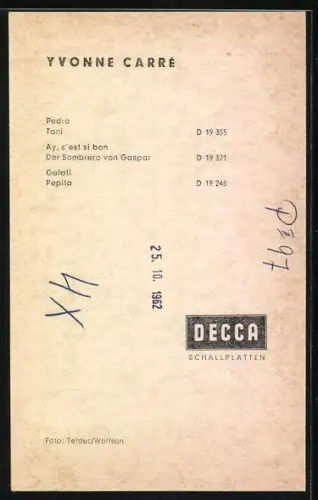 YVONNE CARRÉ
Pedro
Toni D 19 355
Ay, c'est si bon
Der Sombrero von Gaspar D 19 321
Gelati
Pepito D 19 246
25. 10. 1962
DECCA
SCHALLPLATTEN
Foto: Teldec/Wolfson